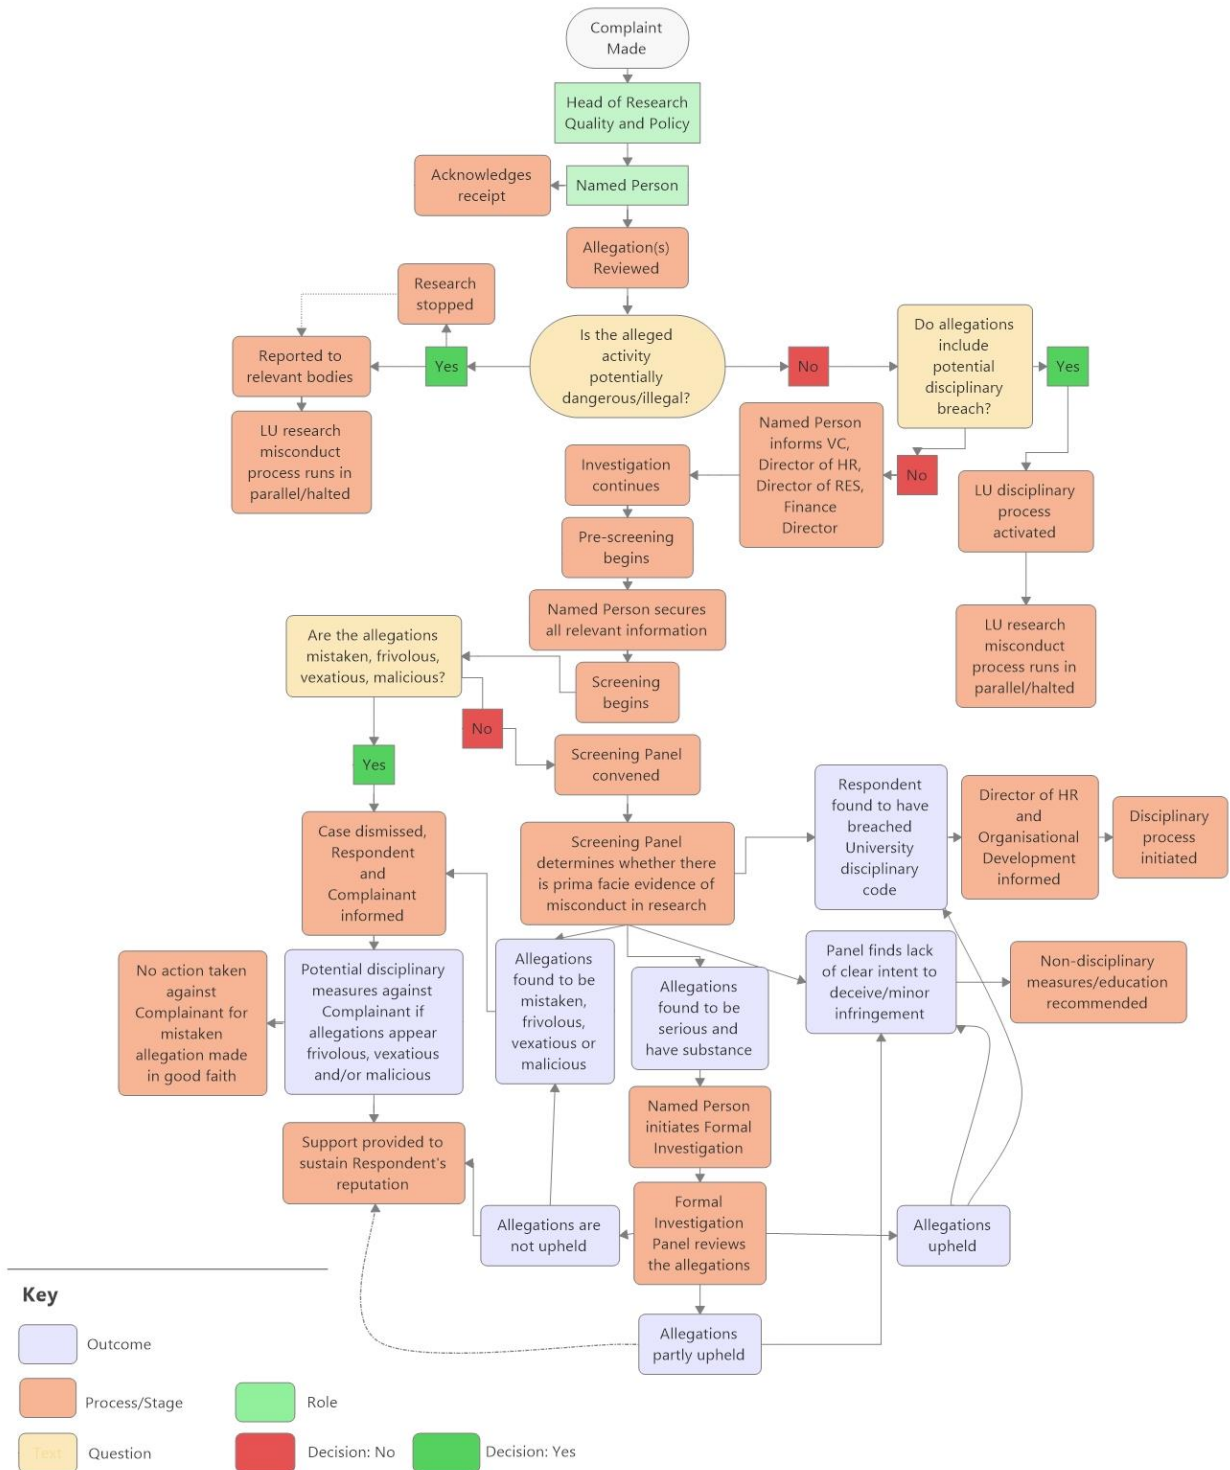 Complaint
Made
Head of Research
Quality and Policy
Acknowledges
receipt
Named Person
Allegation(s)
Reviewed
Research
stopped
Reported to
relevant bodies
Yes
Is the alleged
activity
potentially
dangerous/illegal?
No
Do allegations
include
potential
disciplinary
breach?
Yes
LU research
misconduct
process runs in
parallel/halted
Investigation
continues
Named Person
informs VC,
Director of HR,
Director of RES,
Finance
Director
No
LU disciplinary
process
activated
Pre-screening
begins
Named Person secures
all relevant information
LU research
misconduct
process runs in
parallel/halted
Are the allegations
mistaken, frivolous,
vexatious, malicious?
Screening
begins
No
Yes
Screening Panel
convened
Respondent
found to have
breached
University
disciplinary
code
Director of HR
and
Organisational
Development
informed
Disciplinary
process
initiated
Case dismissed,
Respondent
and
Complainant
informed
Screening Panel
determines whether there
is prima facie evidence of
misconduct in research
No action taken
against
Complainant for
mistaken
allegation made
in good faith
Potential disciplinary
measures against
Complainant if
allegations appear
frivolous, vexatious
and/or malicious
Allegations
found to be
mistaken,
frivolous,
vexatious or
malicious
Allegations
found to be
serious and
have substance
Panel finds lack
of clear intent to
deceive/minor
infringement
Non-disciplinary
measures/education
recommended
Named Person
initiates Formal
Investigation
Support provided to
sustain Respondent's
reputation
Allegations are
not upheld
Formal
Investigation
Panel reviews
the allegations
Allegations
upheld
Allegations
partly upheld
Key
Outcome
Process/Stage
Role
Text
Question
Decision: No
Decision: Yes